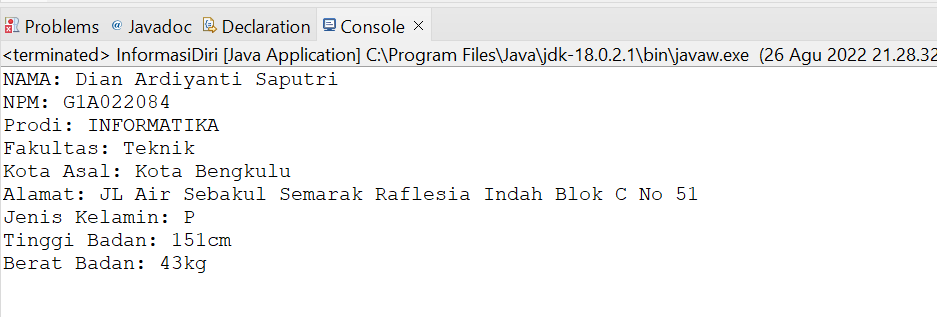 Problems @ Javadoc Declaration Console
<terminated> InformasiDiri [Java Application] C:\Program Files\Java\jdk-18.0.2.1\bin\javaw.exe (26 Agu 2022 21.28.32
NAMA: Dian Ardiyanti Saputri
NPM: G1A022084
Prodi: INFORMATIKA
Fakultas: Teknik
Kota Asal: Kota Bengkulu
Alamat: JL Air Sebakul Semarak Raflesia Indah Blok C No 51
Jenis Kelamin: P
Tinggi Badan: 151cm
Berat Badan: 43kg